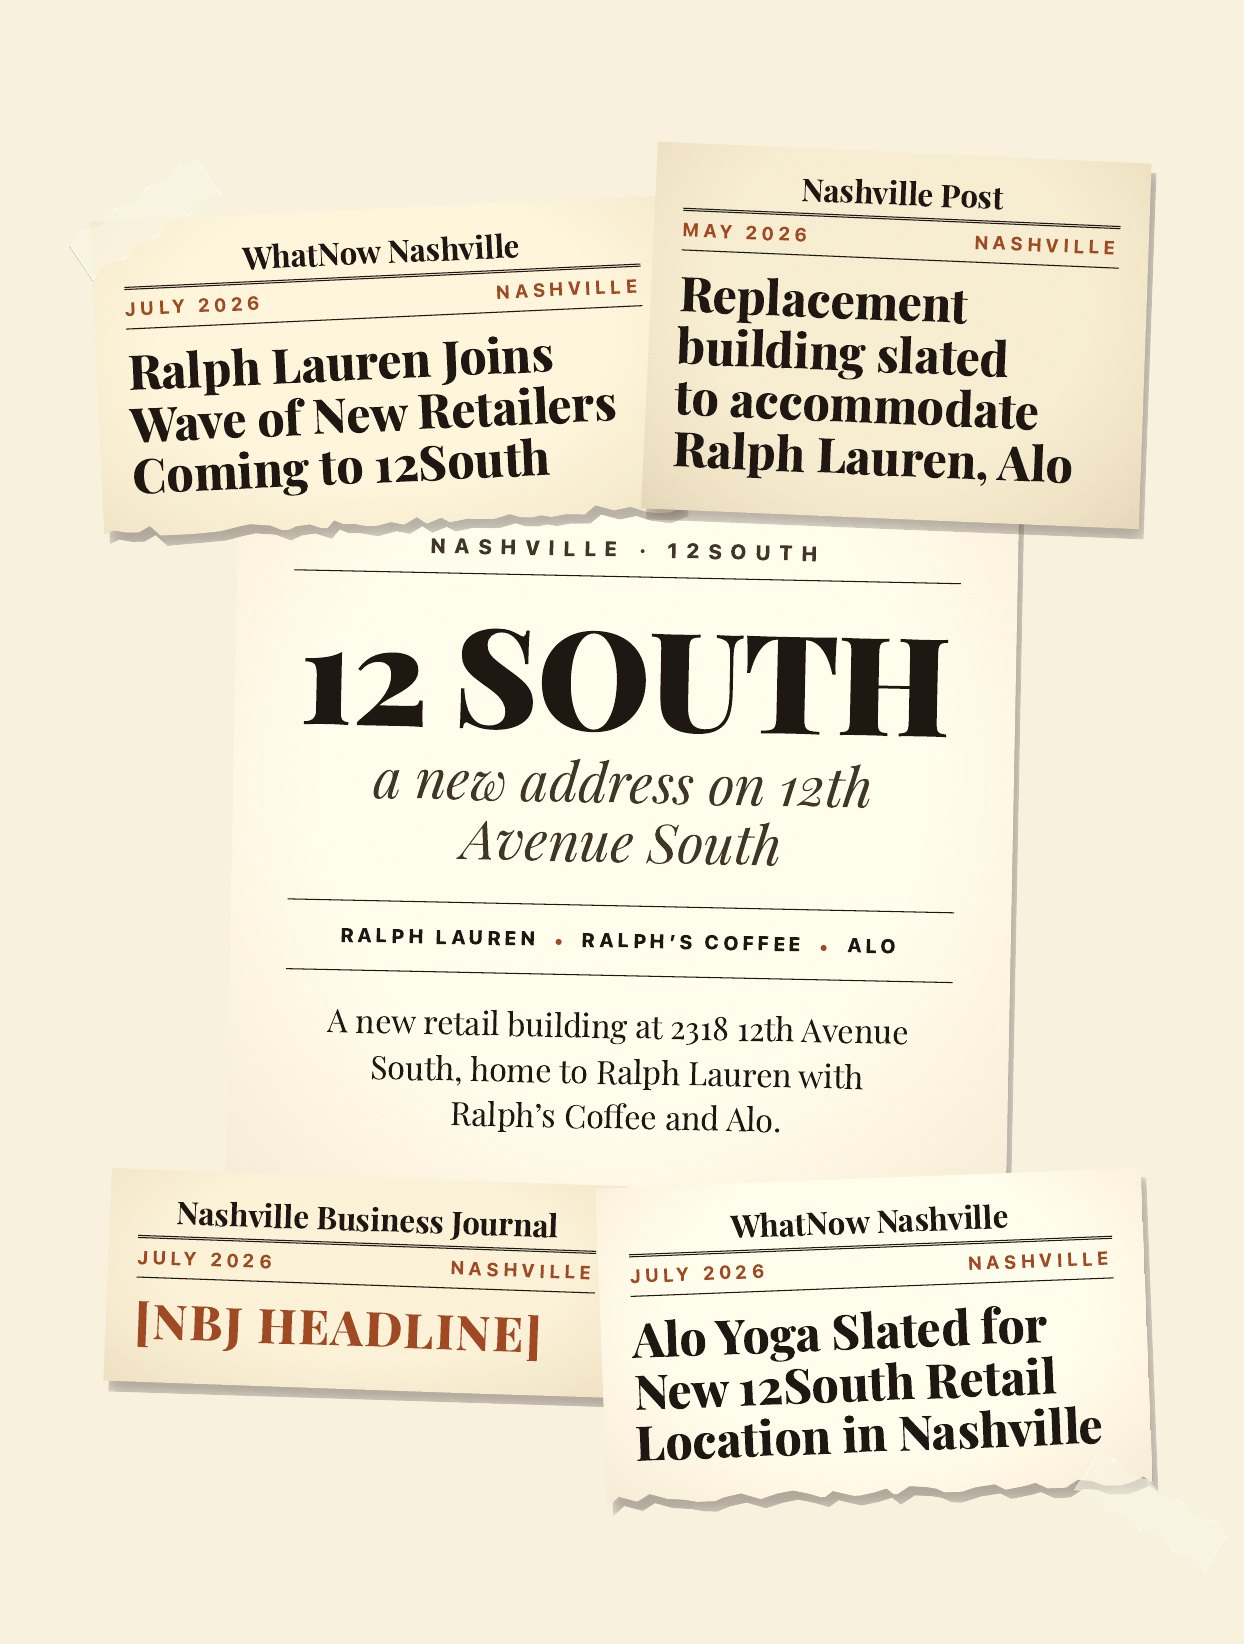 WhatNow Nashville
JULY 2026 NASHVILLE
Ralph Lauren Joins
Wave of New Retailers
Coming to 12South
Nashville Post
MAY 2026 NASHVILLE
Replacement
building slated
to accommodate
Ralph Lauren, Alo
NASHVILLE · 12SOUTH
12 SOUTH
a new address on 12th
Avenue South
RALPH LAUREN • RALPH’S COFFEE • ALO
A new retail building at 2318 12th Avenue
South, home to Ralph Lauren with
Ralph’s Coffee and Alo.
Nashville Business Journal
JULY 2026 NASHVILLE
[NBJ HEADLINE]
WhatNow Nashville
JULY 2026 NASHVILLE
Alo Yoga Slated for
New 12South Retail
Location in Nashville